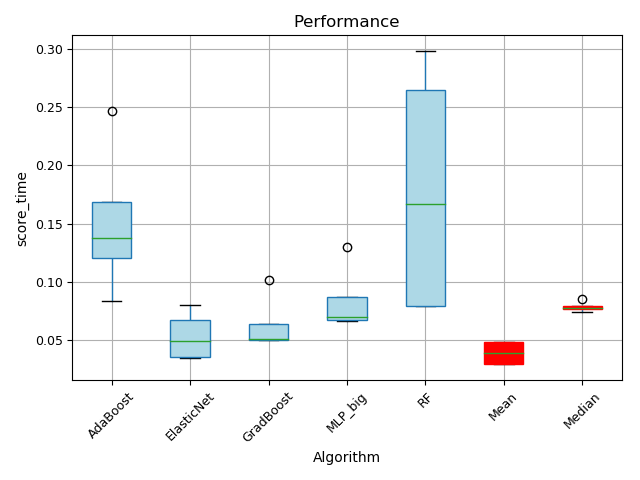 Performance
0.30
0.25
0.20
0.15
0.10
0.05
score_time
AdaBoost
ElasticNet
GradBoost
MLP_big
RF
Mean
Median
Algorithm